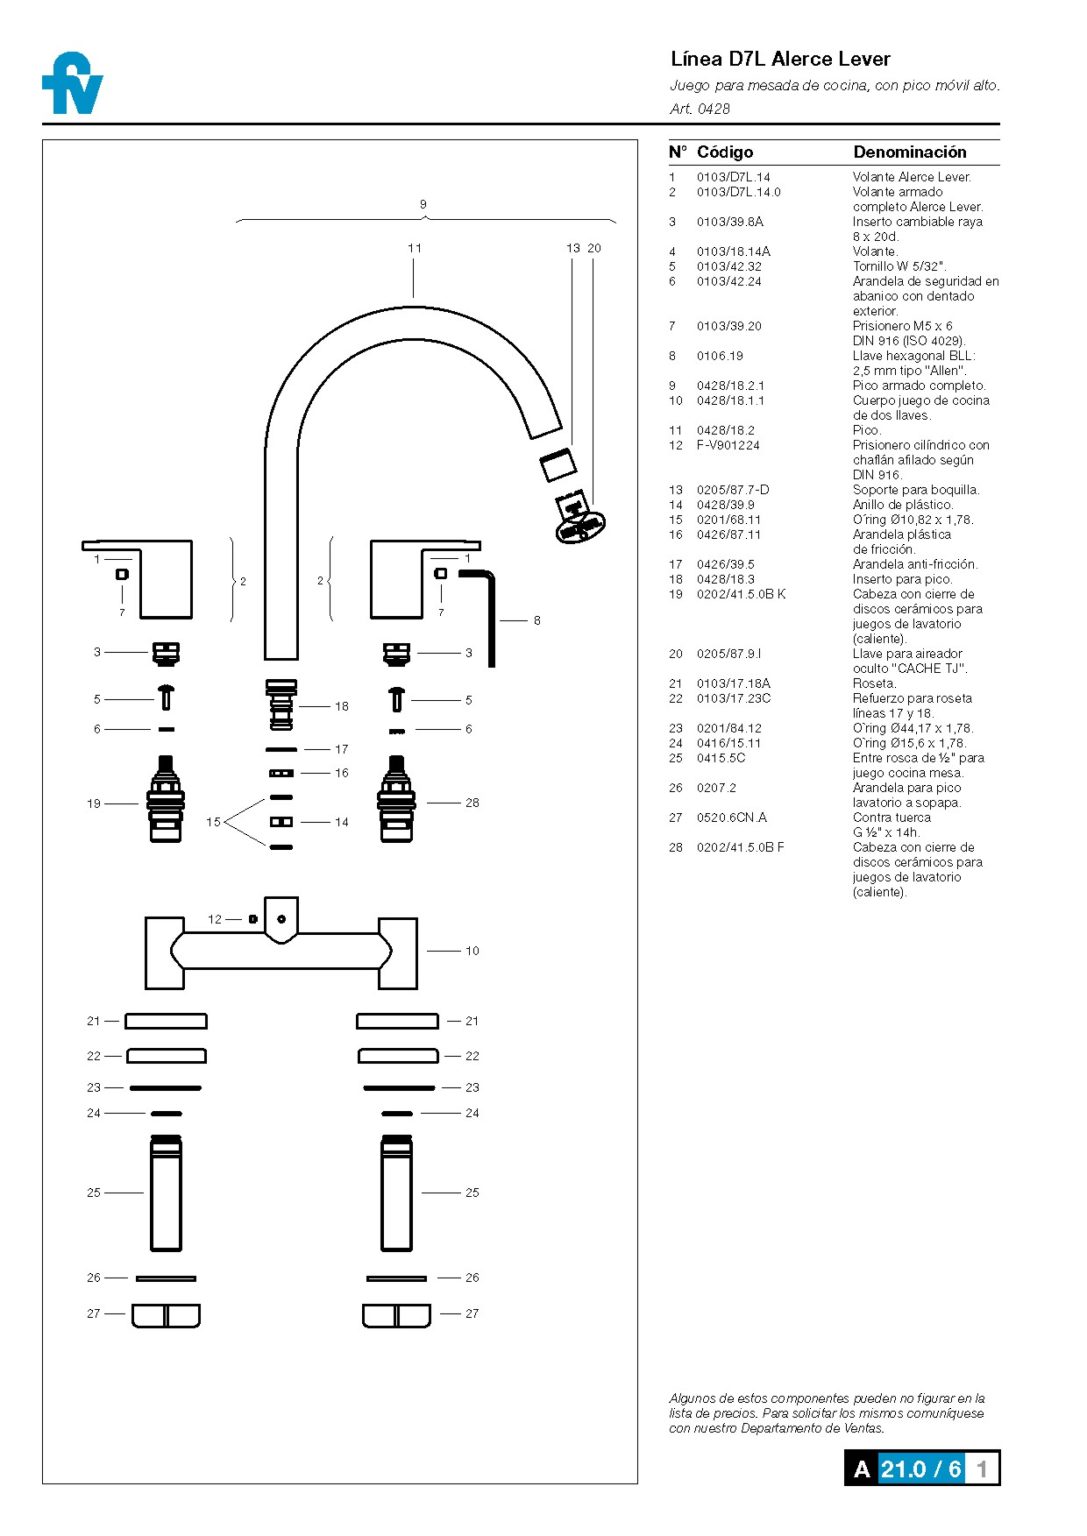 fv
Línea D7L Alerce Lever
Juego para mesada de cocina, con pico móvil alto.
Art. 0428
N° Código Denominación
1 0103/D7L.14 Volante Alerce Lever.
2 0103/D7L.14.0 Volante armado
completo Alerce Lever.
3 0103/39.8A Inserto cambiable raya
8 x 20d.
4 0103/18.14A Volante.
5 0103/42.32 Tornillo W 5/32".
6 0103/42.24 Arandela de seguridad en
abanico con dentado
exterior.
7 0103/39.20 Prisionero M5 x 6
DIN 916 (ISO 4029).
8 0106.19 Llave hexagonal BLL:
2,5 mm tipo "Allen".
9 0428/18.2.1 Pico armado completo.
10 0428/18.1.1 Cuerpo juego de cocina
de dos llaves.
11 0428/18.2 Pico.
12 F-V901224 Prisionero cilíndrico con
chaflán afilado según
DIN 916.
13 0205/87.7-D Soporte para boquilla.
14 0428/39.9 Anillo de plástico.
15 0201/68.11 O´ring Ø10,82 x 1,78.
16 0426/87.11 Arandela plástica
de fricción.
17 0426/39.5 Arandela anti-fricción.
18 0428/18.3 Inserto para pico.
19 0202/41.5.0B K Cabeza con cierre de
discos cerámicos para
juegos de lavatorio
(caliente).
20 0205/87.9.I Llave para aireador
oculto "CACHE TJ".
21 0103/17.18A Roseta.
22 0103/17.23C Refuerzo para roseta
líneas 17 y 18.
23 0201/84.12 O`ring Ø44,17 x 1,78.
24 0416/15.11 O`ring Ø15,6 x 1,78.
25 0415.5C Entre rosca de ½" para
juego cocina mesa.
26 0207.2 Arandela para pico
lavatorio a sopapa.
27 0520.6CN.A Contra tuerca
G ½" x 14h.
28 0202/41.5.0B F Cabeza con cierre de
discos cerámicos para
juegos de lavatorio
(caliente).
9
11 13 20
1 1
2 2
7 7
8
3 3
5 18 5
6 6
17
16
19 28
15 14
12
10
21 21
22 22
23 23
24 24
25 25
26 26
27 27
Algunos de estos componentes pueden no figurar en la
lista de precios. Para solicitar los mismos comuníquese
con nuestro Departamento de Ventas.
A 21.0 / 6 1